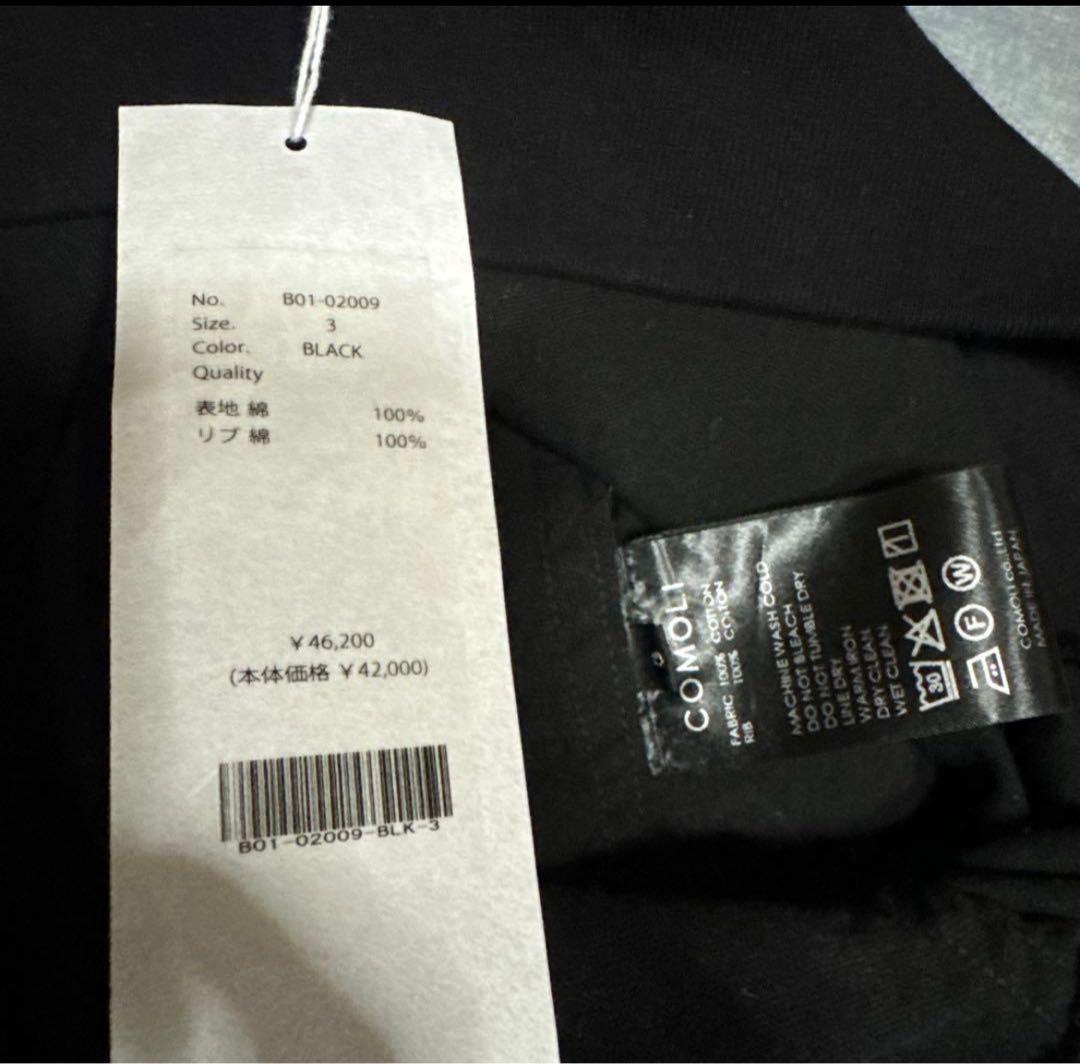 No. B01-02009
Size. 3
Color. BLACK
Quality
表地 綿 100%
リブ 綿 100%
￥46,200
(本体価格 ￥42,000)
B01-02009-BLK-3
COMOLI
FABRIC 100% COTTON
RIB 100% COTTON
MACHINE WASH COLD
DO NOT BLEACH
DO NOT TUMBLE DRY
LINE DRY
WARM IRON
WAY CLEAN
DRY CLEAN
WET CLEAN
30
F W
COMOLI co.,Ltd
MADE IN JAPAN